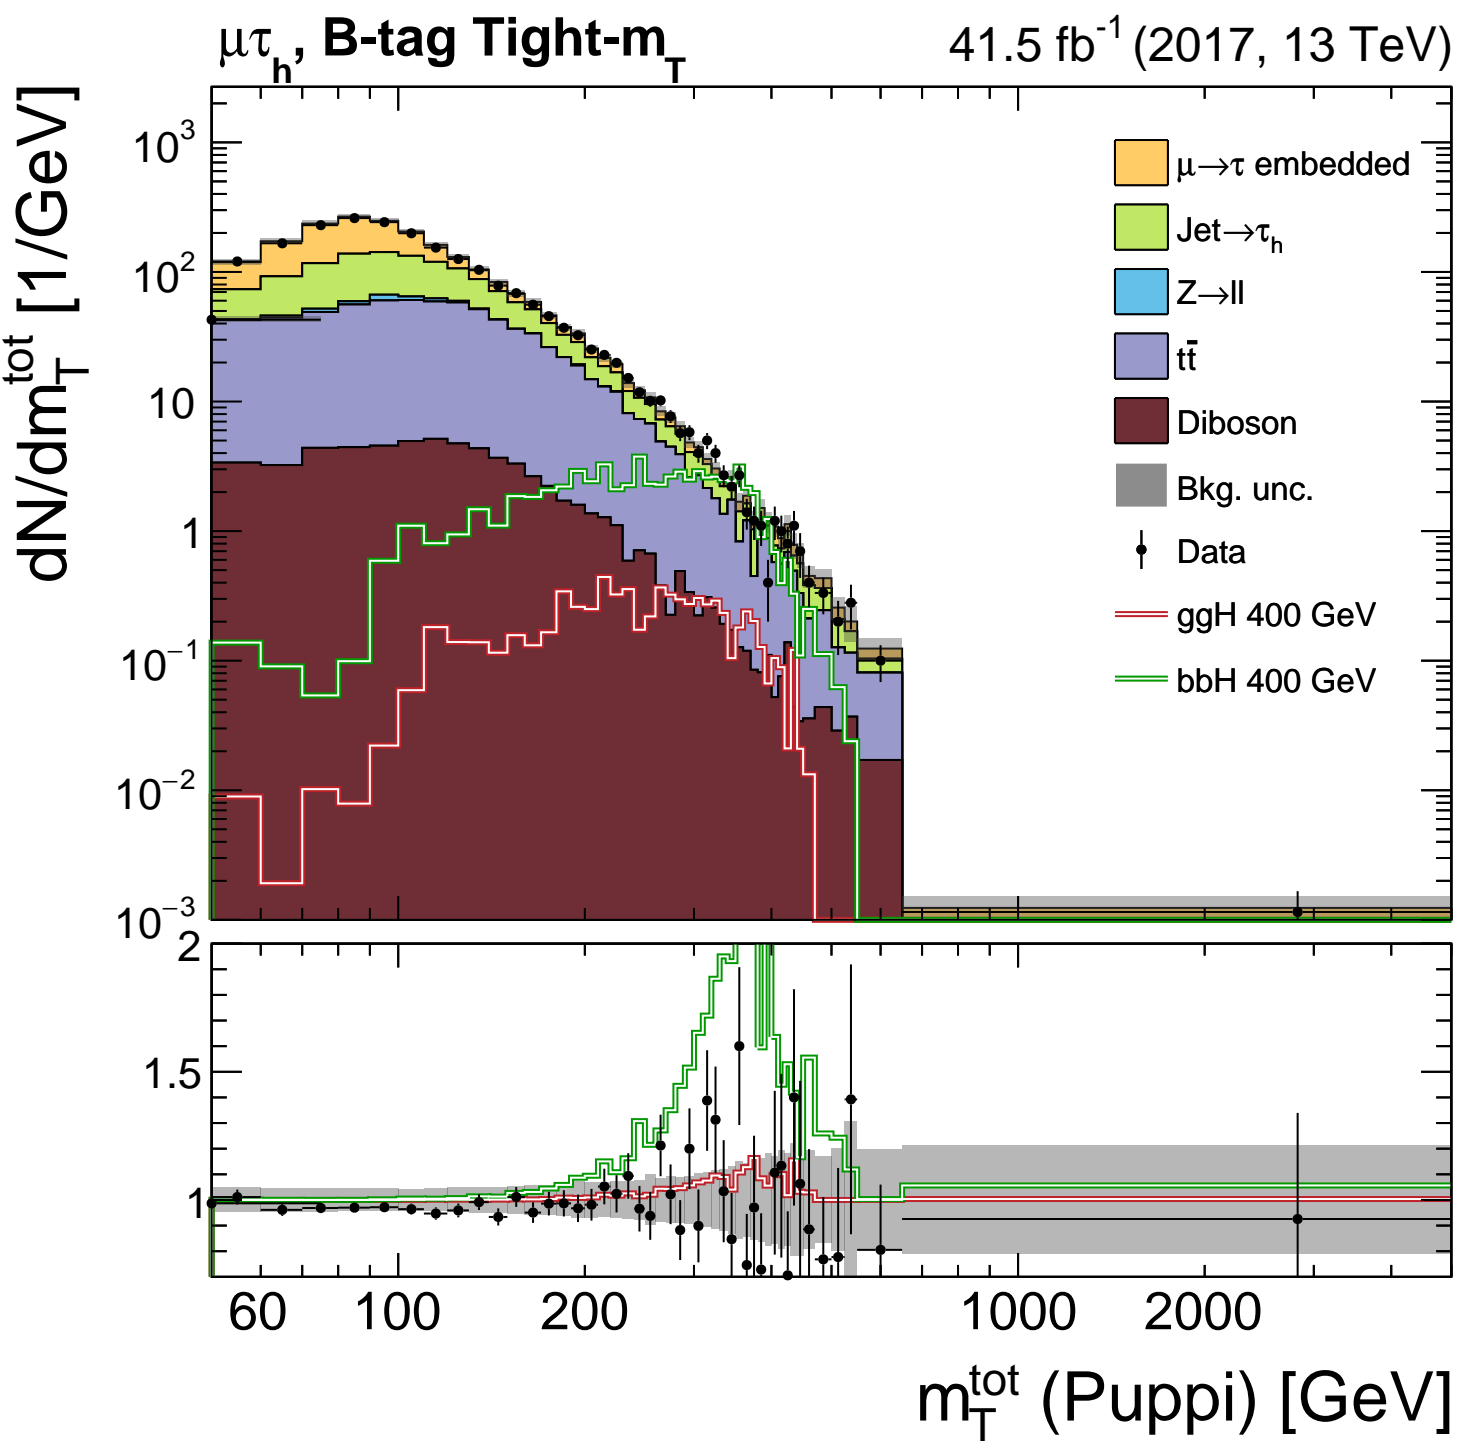 μτh, B-tag Tight-mT
41.5 fb-1 (2017, 13 TeV)
dN/dmTtot [1/GeV]
10³
10²
10
1
10−1
10−2
10−3
μ→τ embedded
Jet→τh
Z→ll
tt̄
Diboson
Bkg. unc.
Data
ggH 400 GeV
bbH 400 GeV
2
1.5
1
60 100 200 1000 2000
mTtot (Puppi) [GeV]